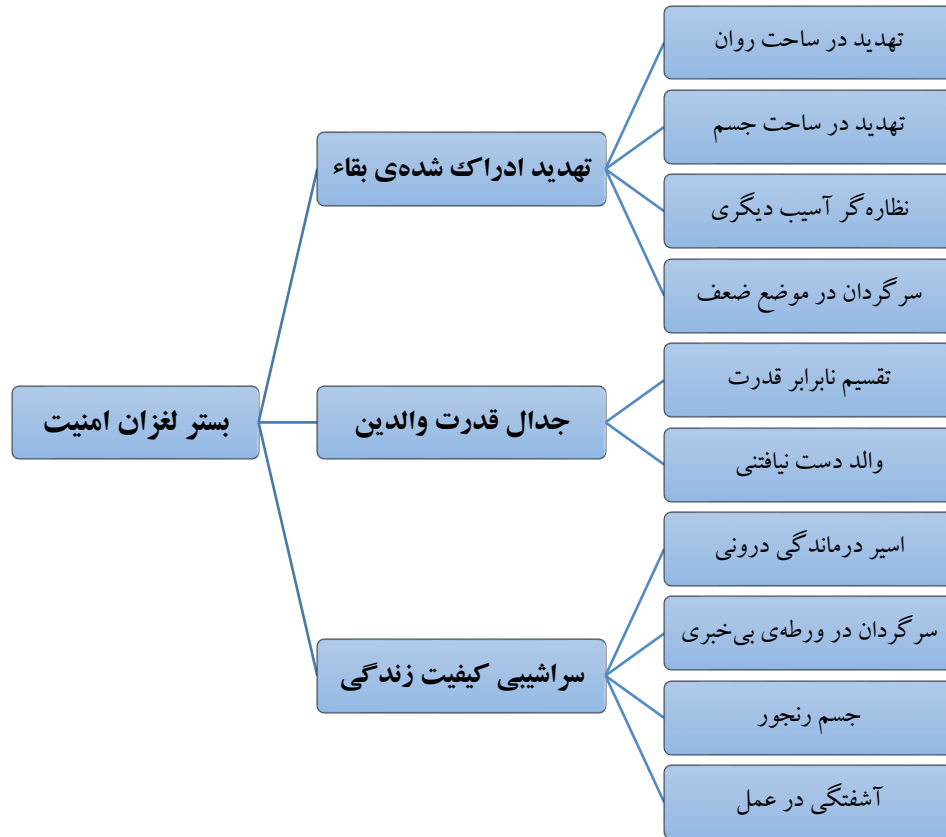 تهدید در ساحت روان
تهدید در ساحت جسم
تهدید ادراک شده‌ی بقاء
نظاره‌گر آسیب دیگری
سرگردان در موضع ضعف
تقسیم نابرابر قدرت
بستر لغزان امنیت
جدال قدرت والدین
والد دست نیافتنی
اسیر درماندگی درونی
سرگردان در ورطه‌ی بی‌خبری
سراشیبی کیفیت زندگی
جسم رنجور
آشفتگی در عمل